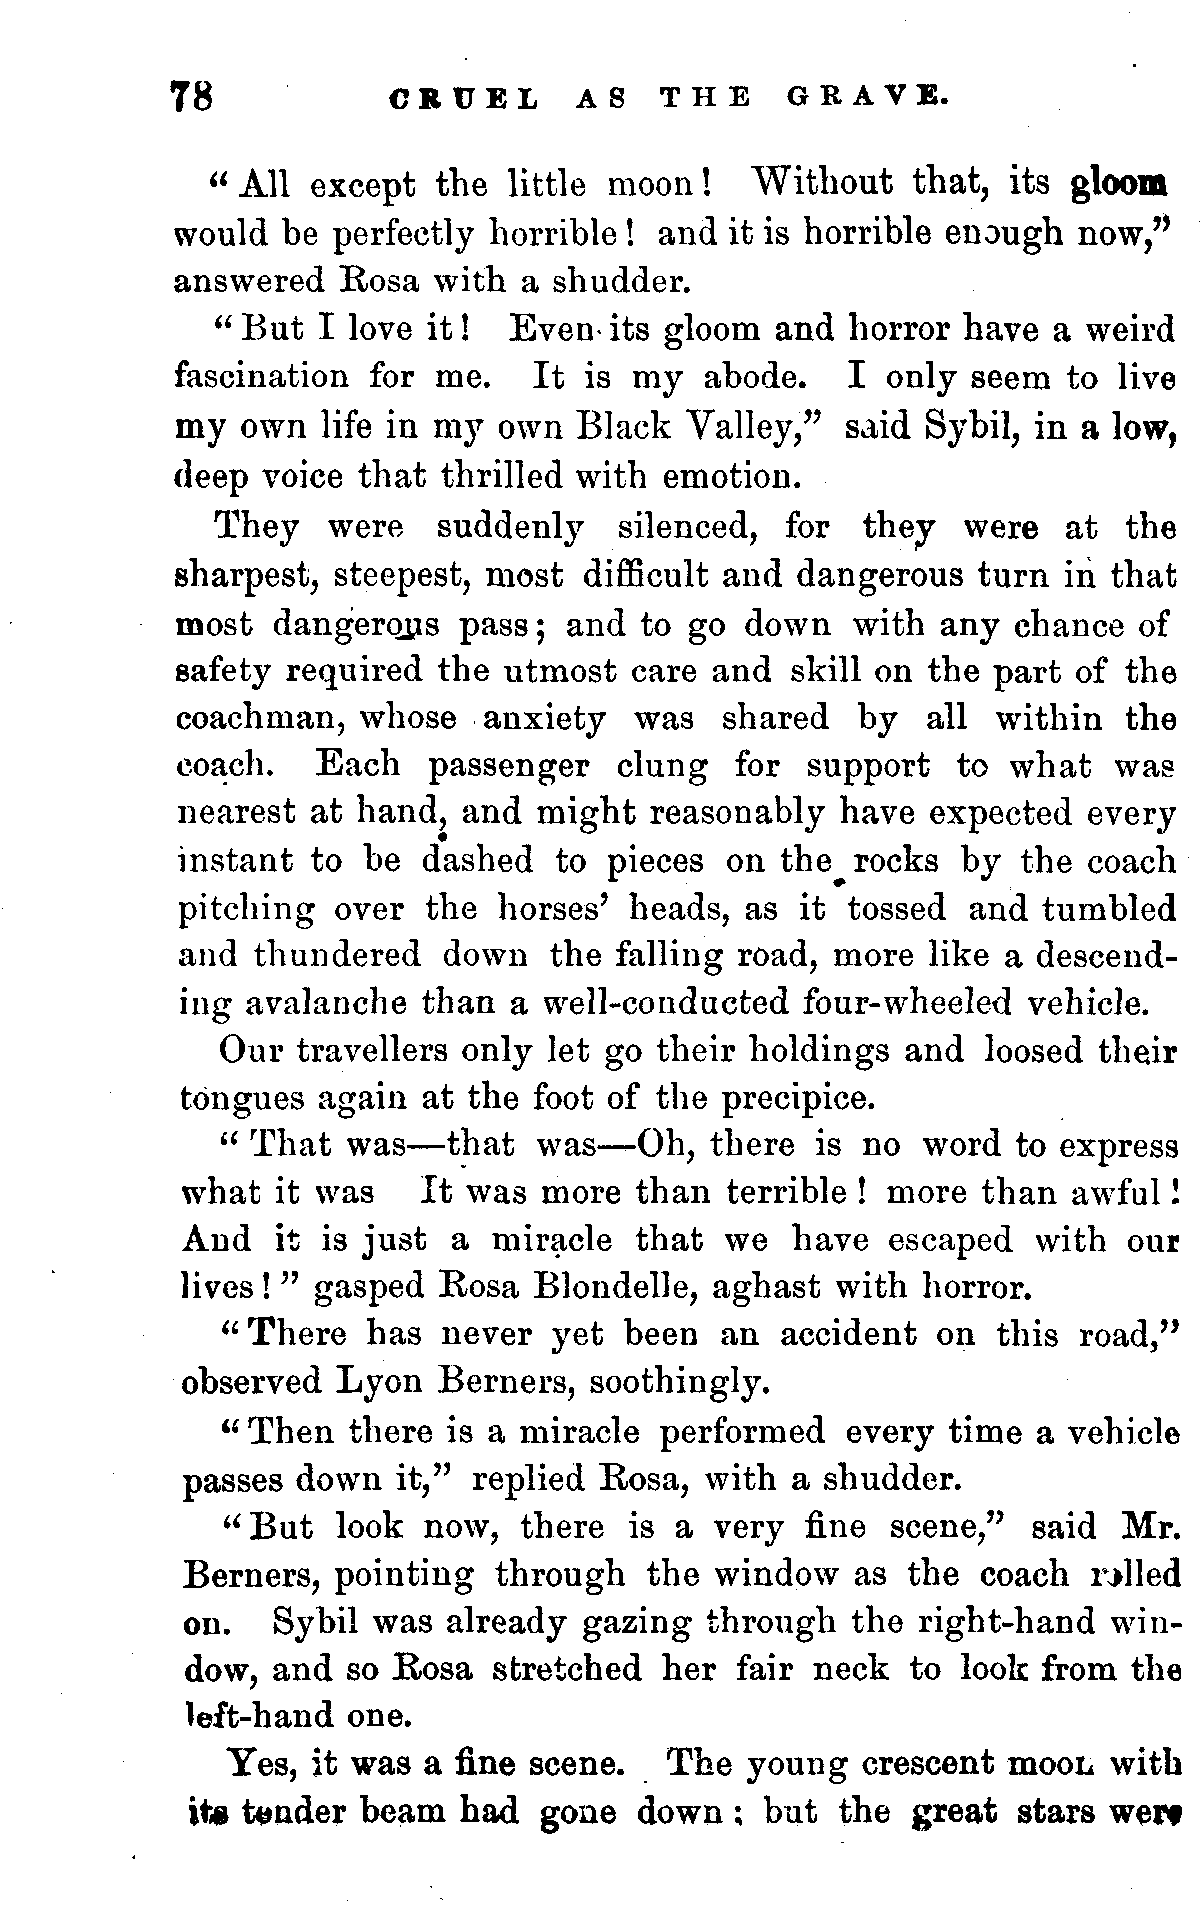 78 CRUEL AS THE GRAVE.
“All except the little moon! Without that, its gloom
would be perfectly horrible! and it is horrible enough now,”
answered Rosa with a shudder.
“But I love it! Even its gloom and horror have a weird
fascination for me. It is my abode. I only seem to live
my own life in my own Black Valley,” said Sybil, in a low,
deep voice that thrilled with emotion.
They were suddenly silenced, for they were at the
sharpest, steepest, most difficult and dangerous turn in that
most dangerous pass; and to go down with any chance of
safety required the utmost care and skill on the part of the
coachman, whose anxiety was shared by all within the
coach. Each passenger clung for support to what was
nearest at hand, and might reasonably have expected every
instant to be dashed to pieces on the rocks by the coach
pitching over the horses’ heads, as it tossed and tumbled
and thundered down the falling road, more like a descend-
ing avalanche than a well-conducted four-wheeled vehicle.
Our travellers only let go their holdings and loosed their
tongues again at the foot of the precipice.
“That was—that was—Oh, there is no word to express
what it was It was more than terrible! more than awful!
And it is just a miracle that we have escaped with our
lives!” gasped Rosa Blondelle, aghast with horror.
“There has never yet been an accident on this road,”
observed Lyon Berners, soothingly.
“Then there is a miracle performed every time a vehicle
passes down it,” replied Rosa, with a shudder.
“But look now, there is a very fine scene,” said Mr.
Berners, pointing through the window as the coach rolled
on. Sybil was already gazing through the right-hand win-
dow, and so Rosa stretched her fair neck to look from the
left-hand one.
Yes, it was a fine scene. The young crescent moon with
its tender beam had gone down; but the great stars were